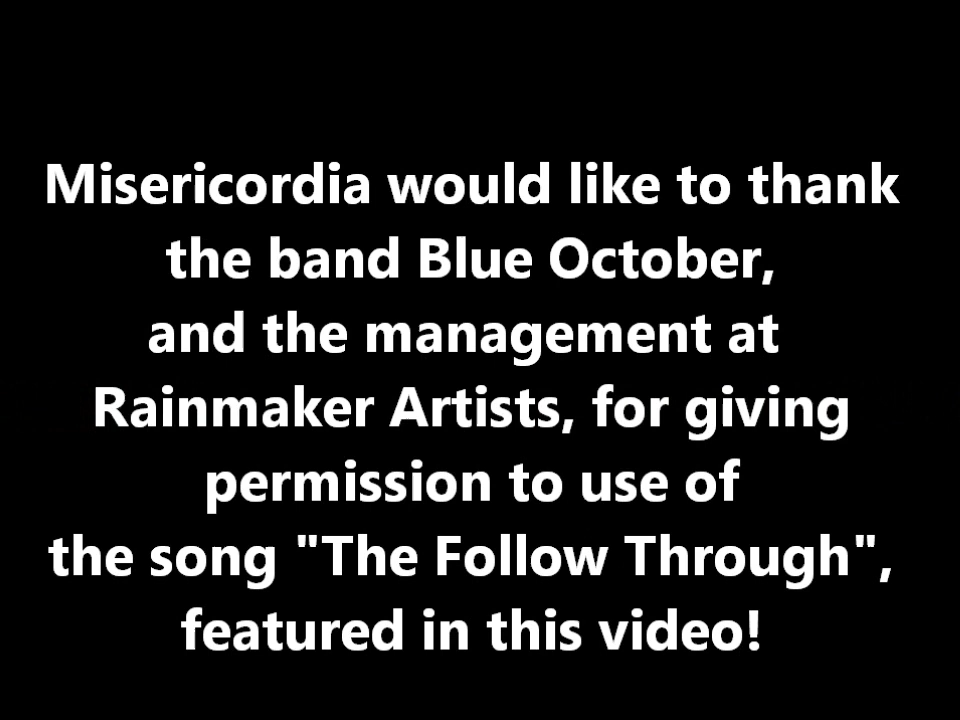 Misericordia would like to thank
the band Blue October,
and the management at
Rainmaker Artists, for giving
permission to use of
the song "The Follow Through",
featured in this video!